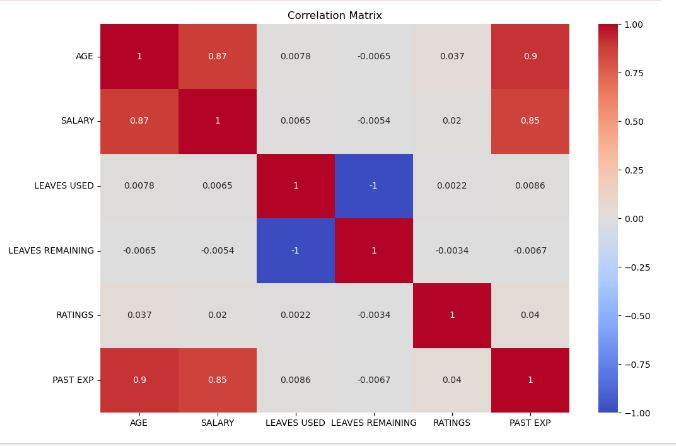 Correlation Matrix
AGE 1 0.87 0.0078 -0.0065 0.037 0.9
SALARY 0.87 1 0.0065 -0.0054 0.02 0.85
LEAVES USED 0.0078 0.0065 1 -1 0.0022 0.0086
LEAVES REMAINING -0.0065 -0.0054 -1 1 -0.0034 -0.0067
RATINGS 0.037 0.02 0.0022 -0.0034 1 0.04
PAST EXP 0.9 0.85 0.0086 -0.0067 0.04 1
AGE SALARY LEAVES USED LEAVES REMAINING RATINGS PAST EXP
1.00
0.75
0.50
0.25
0.00
−0.25
−0.50
−0.75
−1.00